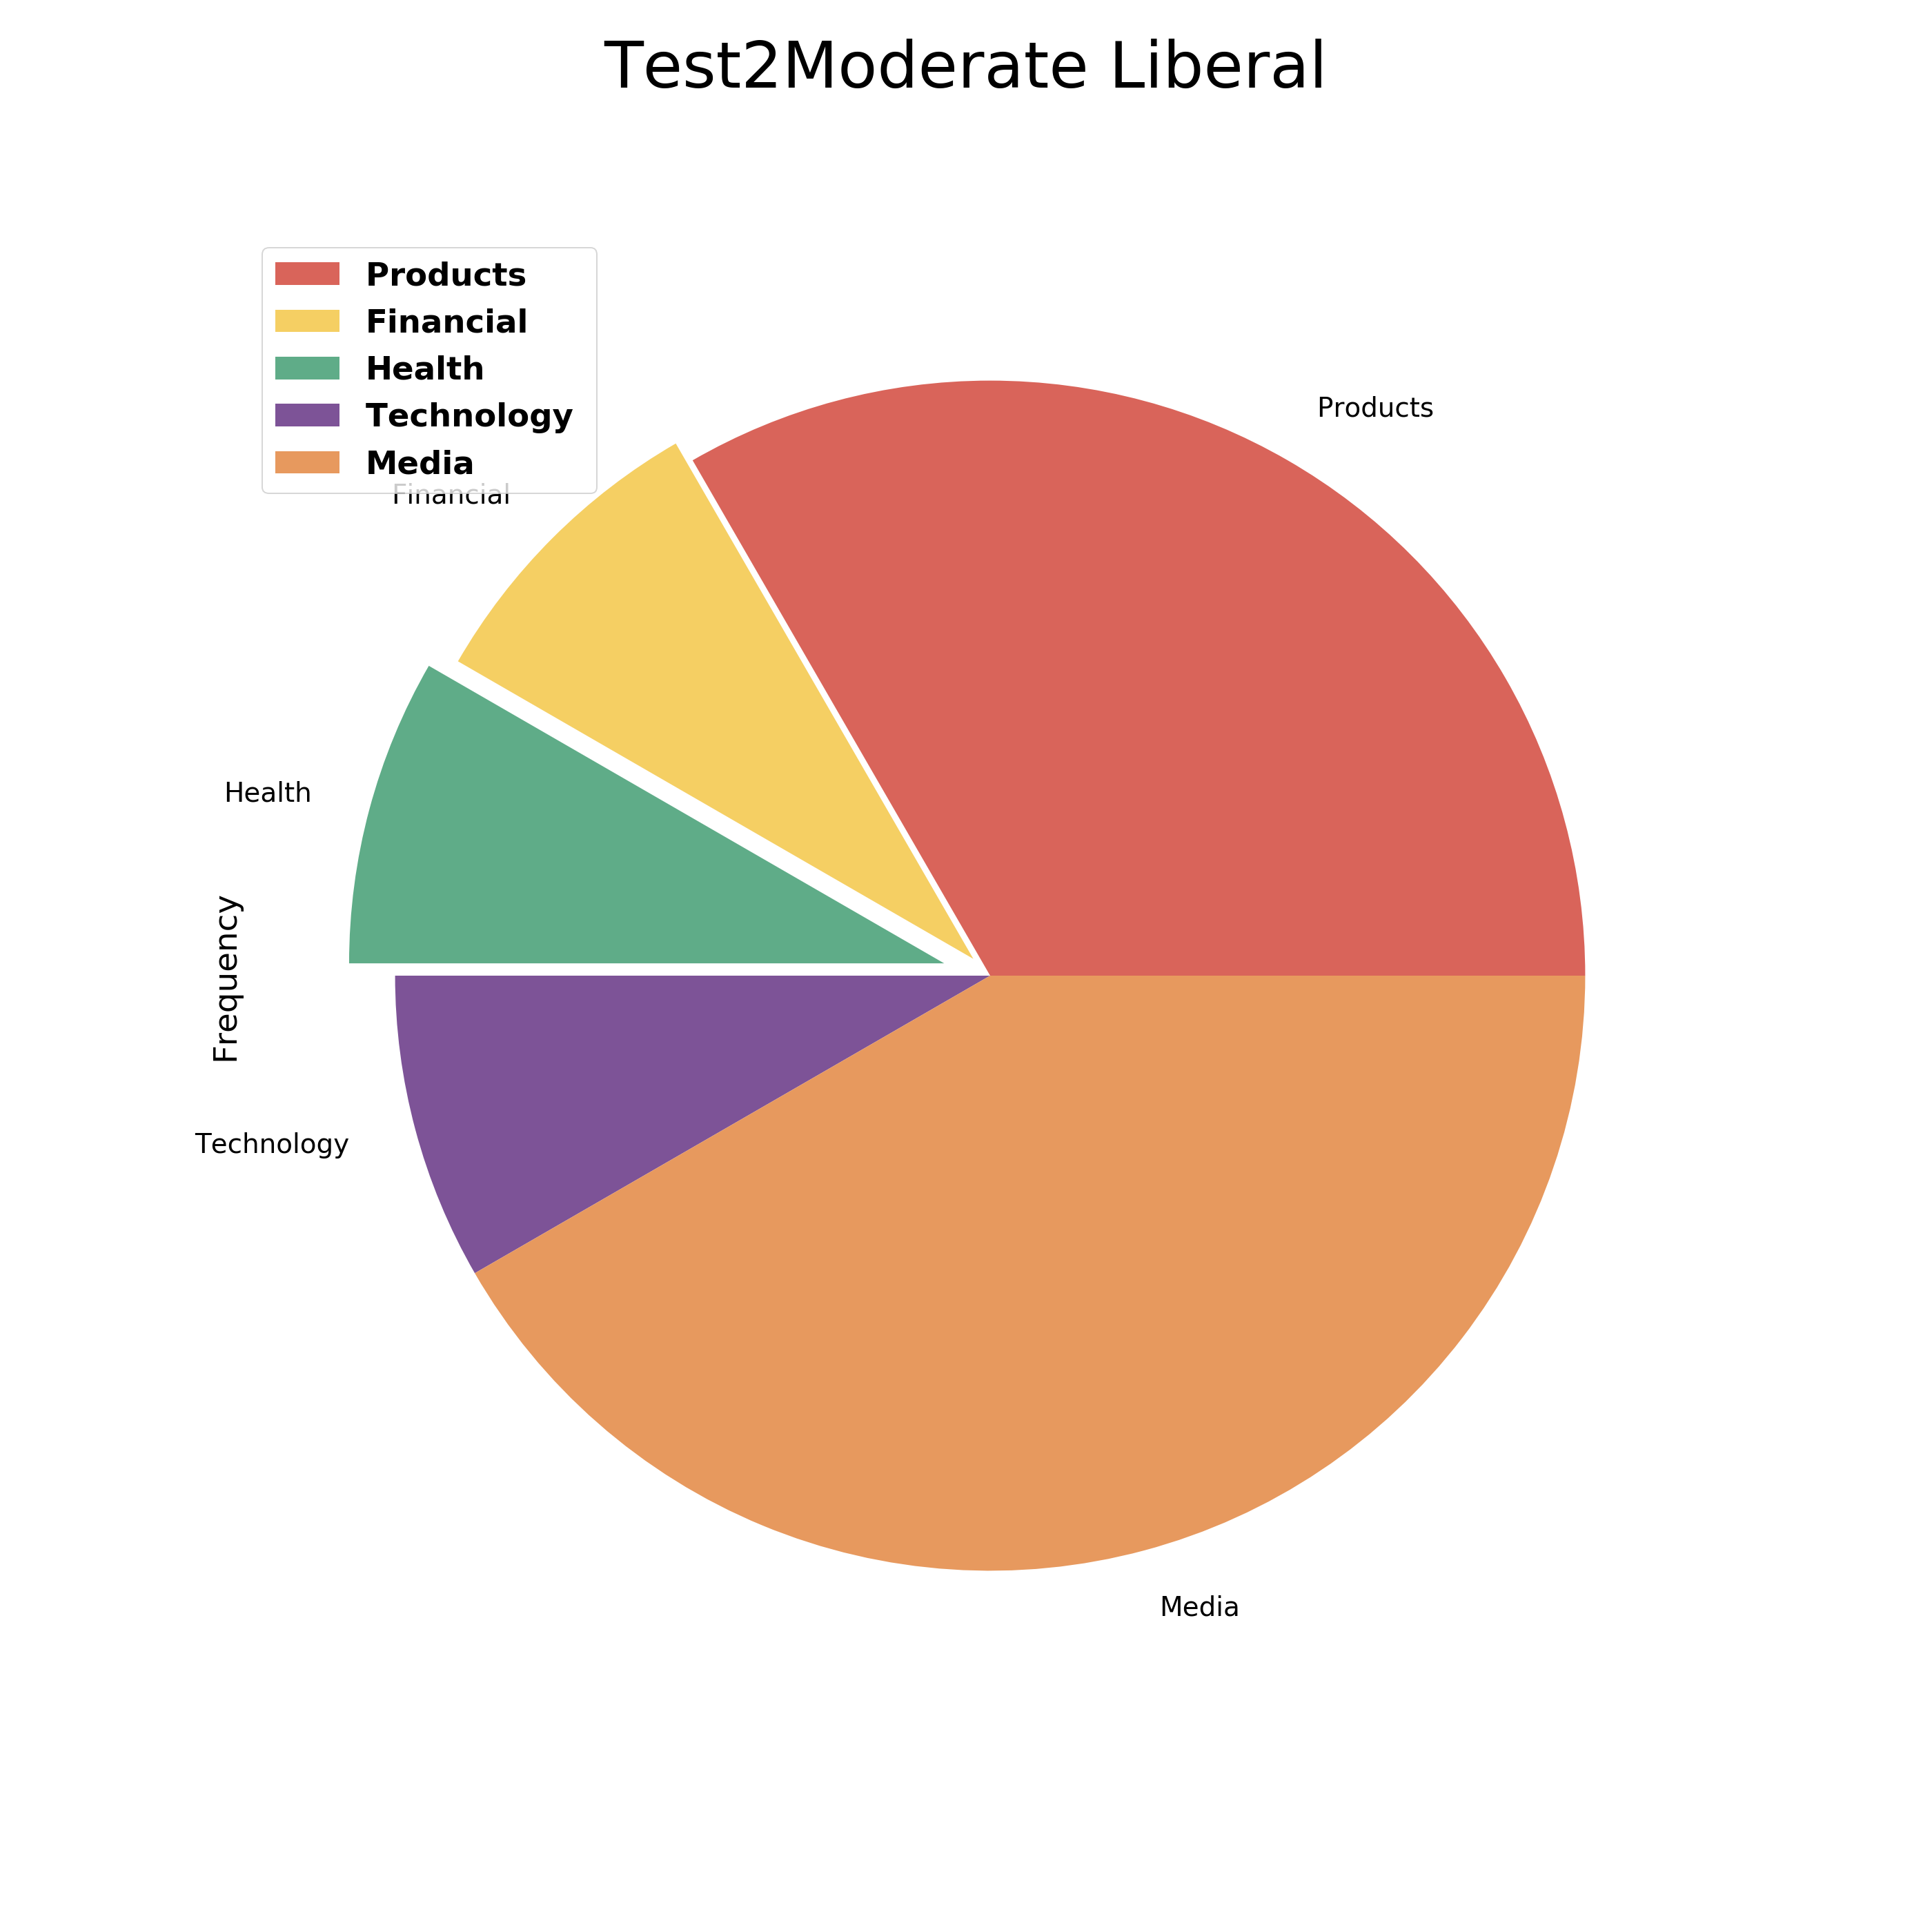 Test2Moderate Liberal
Products
Financial
Health
Technology
Media
Products
Financial
Health
Frequency
Technology
Media